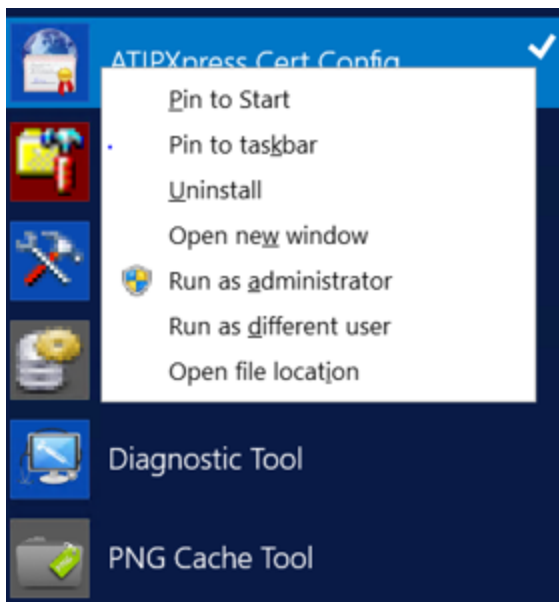 ATIPXpress Cert Config
Pin to Start
Pin to taskbar
Uninstall
Open new window
Run as administrator
Run as different user
Open file location
Diagnostic Tool
PNG Cache Tool